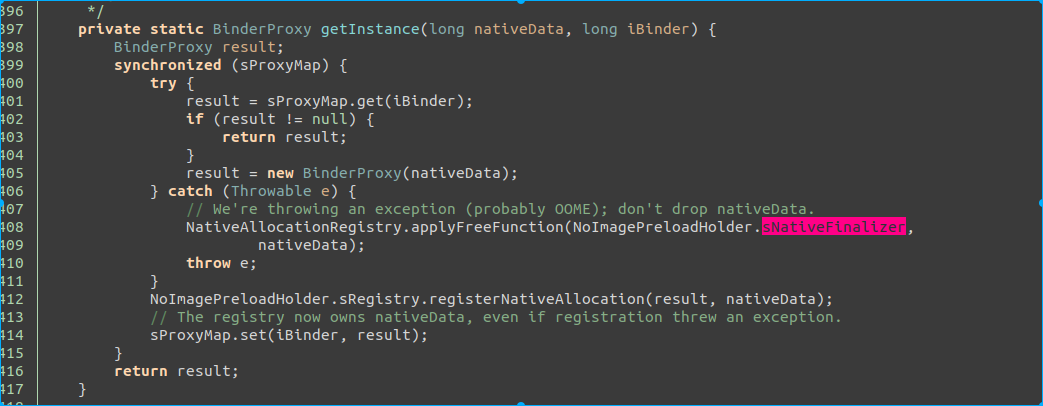 396      */
397     private static BinderProxy getInstance(long nativeData, long iBinder) {
398         BinderProxy result;
399         synchronized (sProxyMap) {
400             try {
401                 result = sProxyMap.get(iBinder);
402                 if (result != null) {
403                     return result;
404                 }
405                 result = new BinderProxy(nativeData);
406             } catch (Throwable e) {
407                 // We're throwing an exception (probably OOME); don't drop nativeData.
408                 NativeAllocationRegistry.applyFreeFunction(NoImagePreloadHolder.sNativeFinalizer,
409                         nativeData);
410                 throw e;
411             }
412             NoImagePreloadHolder.sRegistry.registerNativeAllocation(result, nativeData);
413             // The registry now owns nativeData, even if registration threw an exception.
414             sProxyMap.set(iBinder, result);
415         }
416         return result;
417     }